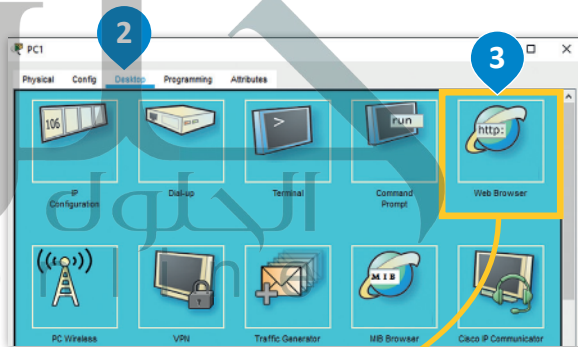 2
PC1
3
Physical Config Desktop Programming Attributes
106
>
run
http:
IP Configuration
Dial-up
Terminal
Command Prompt
Web Browser
MIB
PC Wireless
VPN
Traffic Generator
MIB Browser
Cisco IP Communicator
الحلول